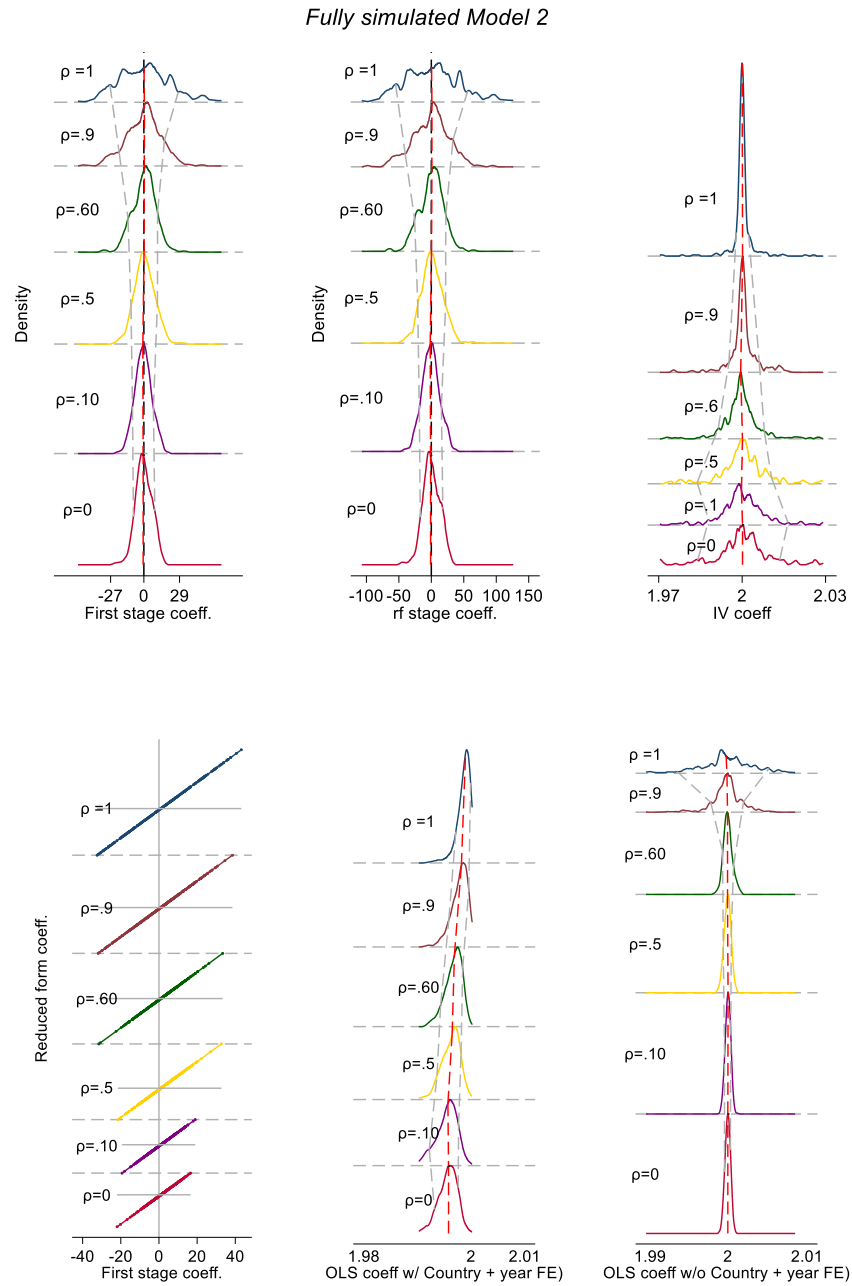 Fully simulated Model 2
Density
ρ =1
ρ=.9
ρ=.60
ρ=.5
ρ=.10
ρ=0
-27 0 29
First stage coeff.
Density
ρ =1
ρ=.9
ρ=.60
ρ=.5
ρ=.10
ρ=0
-100 -50 0 50 100 150
rf stage coeff.
ρ =1
ρ=.9
ρ=.6
ρ=.5
ρ=.1
ρ=0
1.97 2 2.03
IV coeff
Reduced form coeff.
ρ =1
ρ=.9
ρ=.60
ρ=.5
ρ=.10
ρ=0
-40 -20 0 20 40
First stage coeff.
ρ =1
ρ=.9
ρ=.60
ρ=.5
ρ=.10
ρ=0
1.98 2 2.01
OLS coeff w/ Country + year FE)
ρ =1
ρ=.9
ρ=.60
ρ=.5
ρ=.10
ρ=0
1.99 2 2.01
OLS coeff w/o Country + year FE)